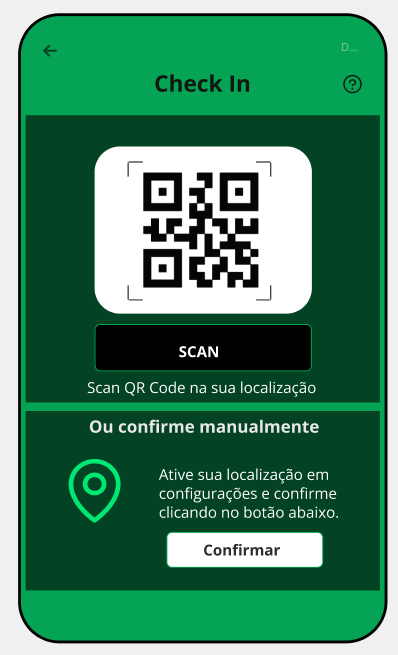 D...
Check In
SCAN
Scan QR Code na sua localização
Ou confirme manualmente
Ative sua localização em
configurações e confirme
clicando no botão abaixo.
Confirmar